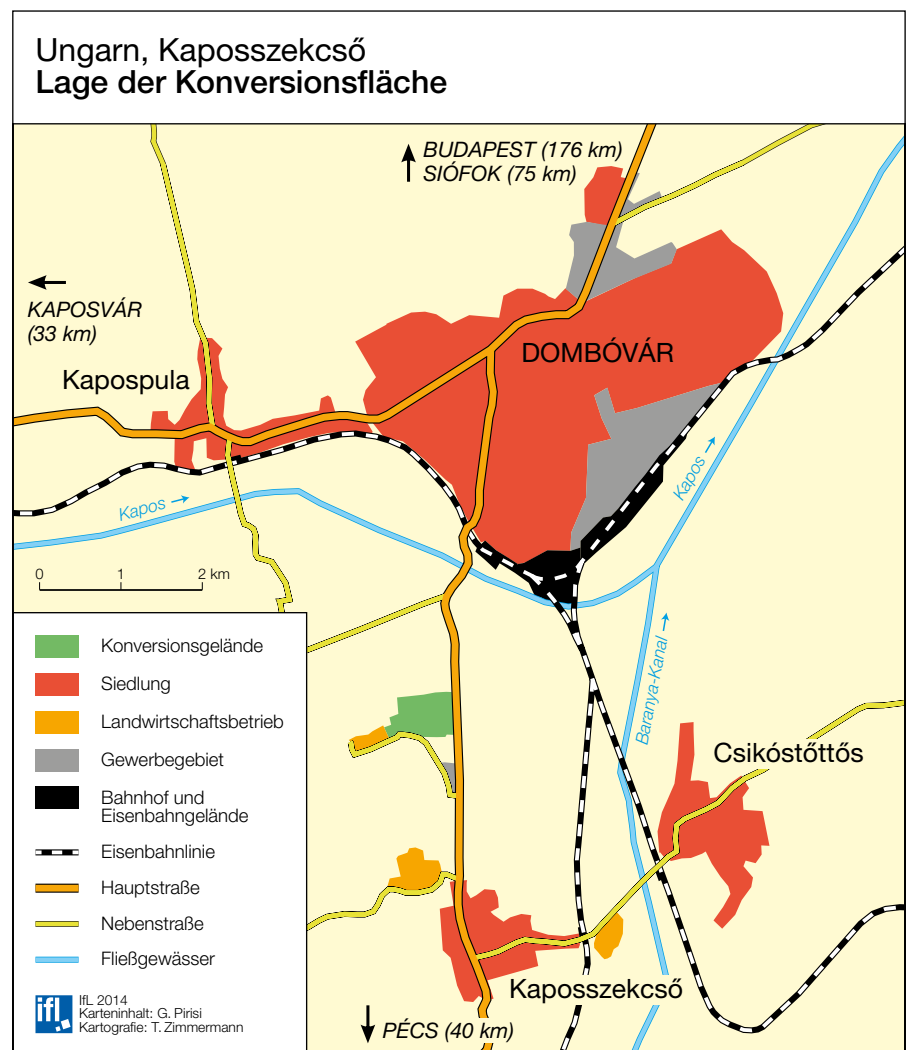 Ungarn, Kaposszekcső
Lage der Konversionsfläche
BUDAPEST (176 km)
SIÓFOK (75 km)
KAPOSVÁR
(33 km)
DOMBÓVÁR
Kapospula
Kapos
Kapos
0 1 2 km
Baranya-Kanal
Csikóstőttős
Kaposszekcső
PÉCS (40 km)
Konversionsgelände
Siedlung
Landwirtschaftsbetrieb
Gewerbegebiet
Bahnhof und
Eisenbahngelände
Eisenbahnlinie
Hauptstraße
Nebenstraße
Fließgewässer
ifl
IfL 2014
Karteninhalt: G. Pirisi
Kartografie: T. Zimmermann